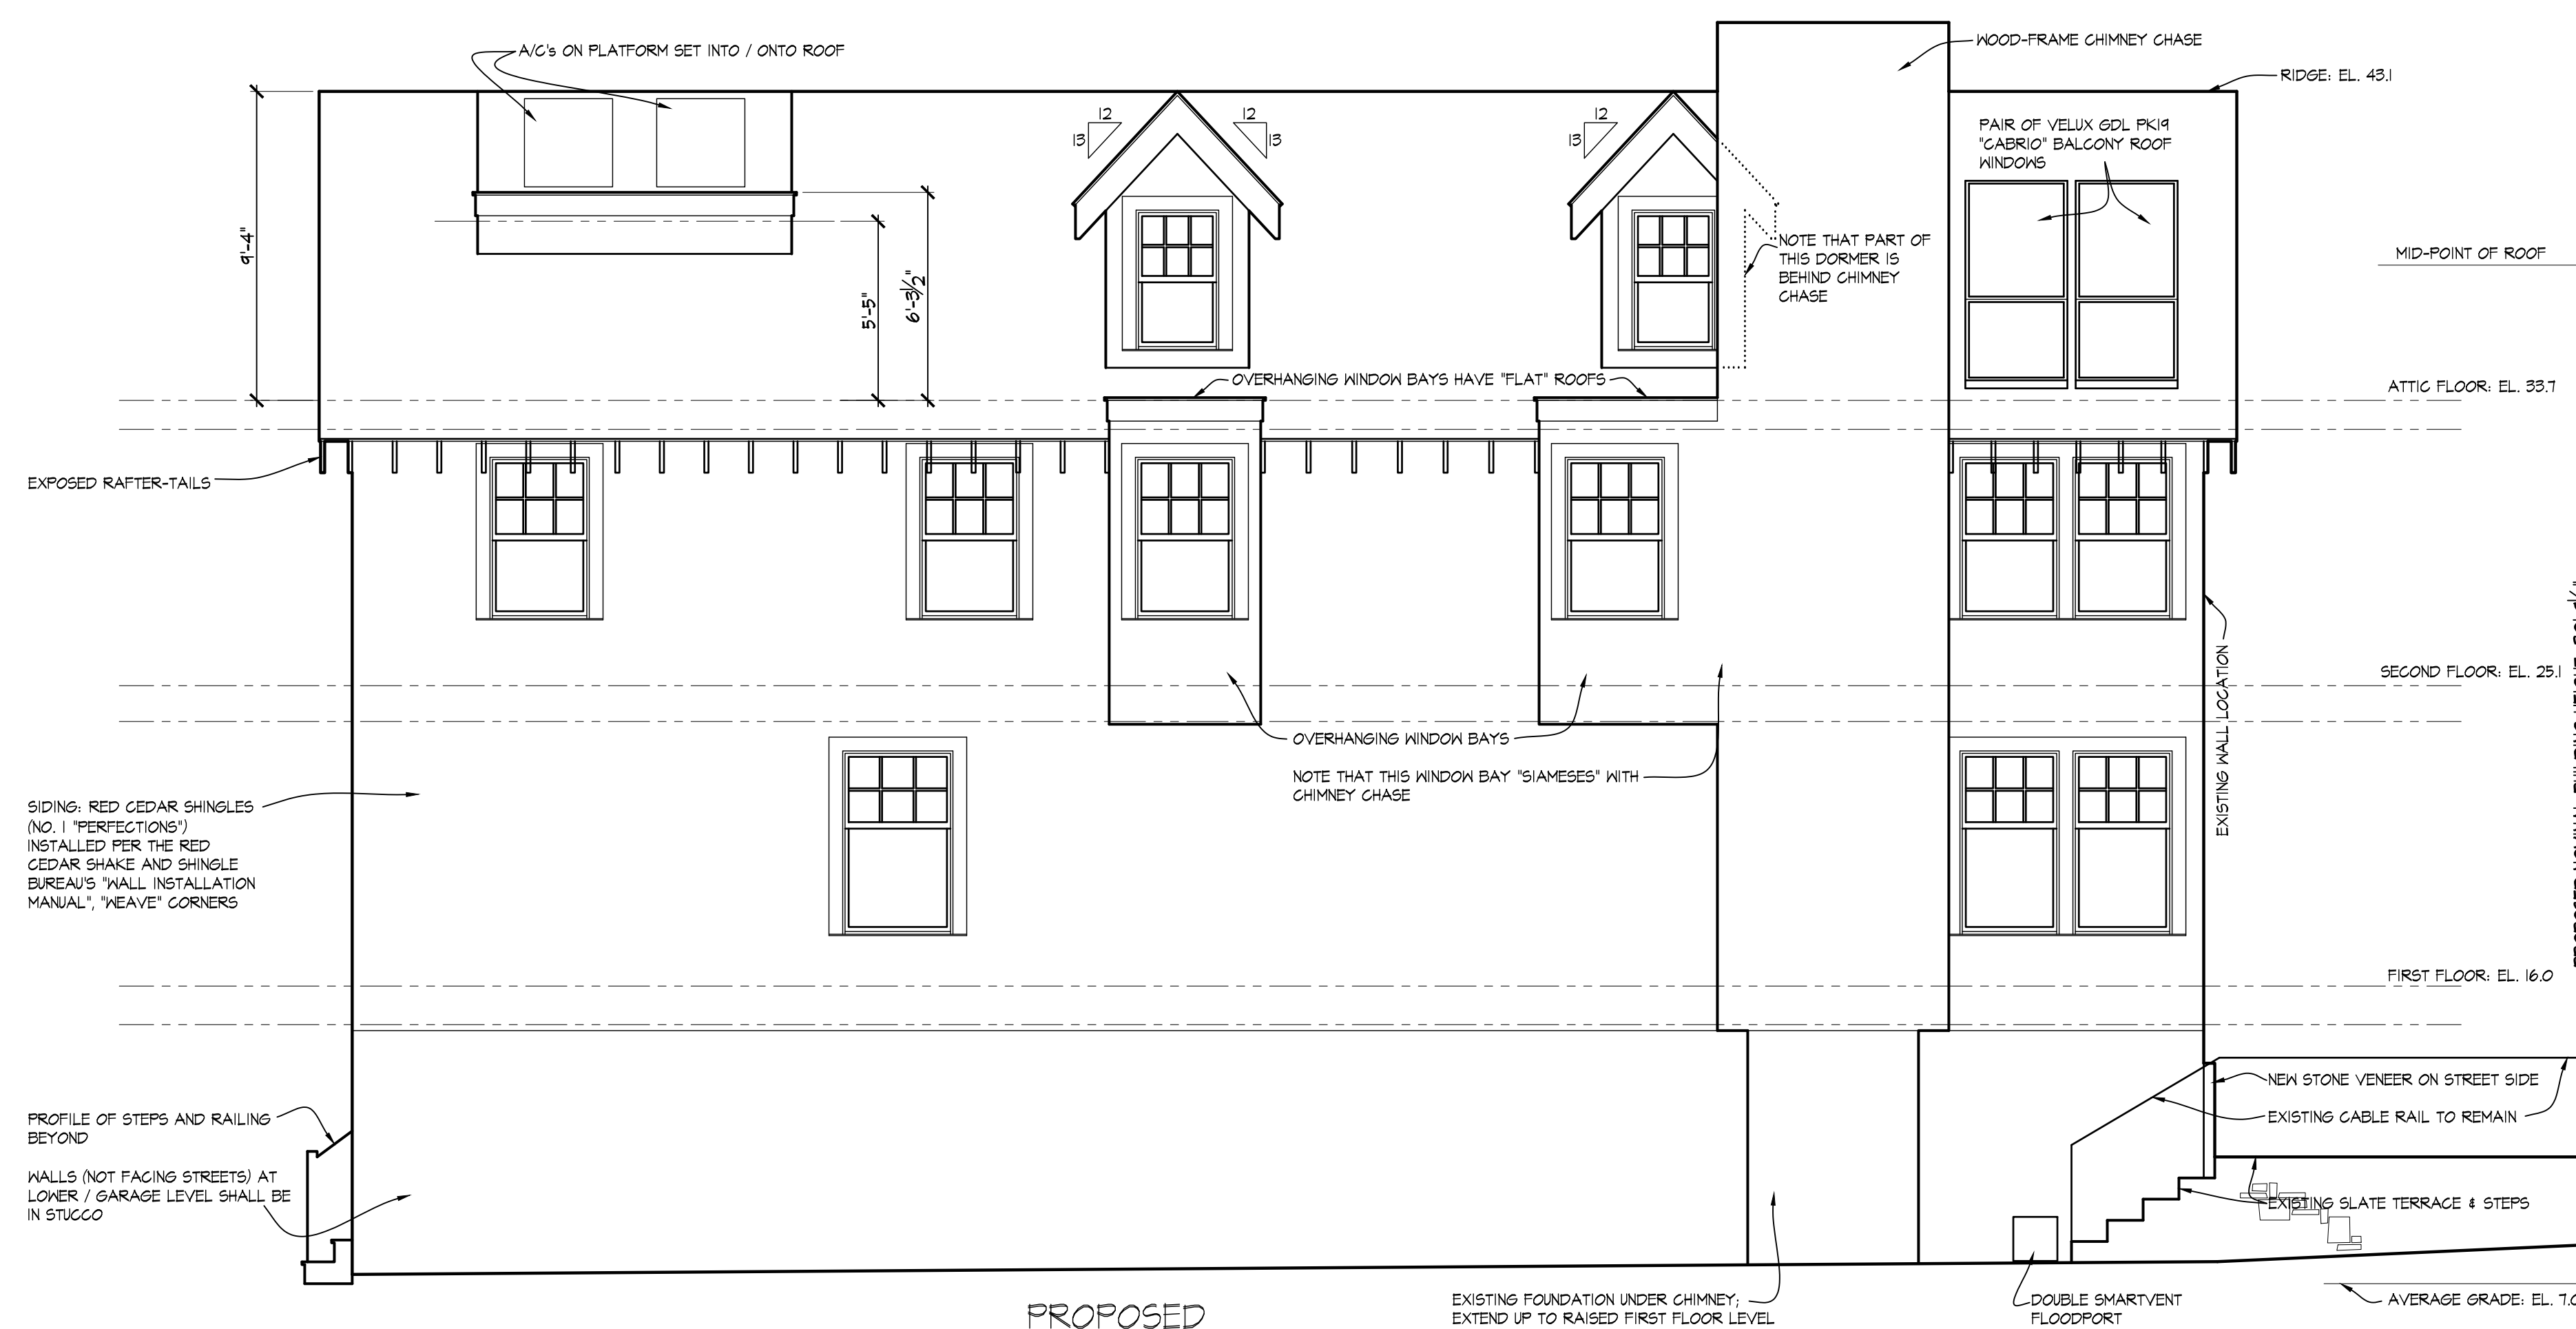 A/C's ON PLATFORM SET INTO / ONTO ROOF
WOOD-FRAME CHIMNEY CHASE
RIDGE: EL. 43.1
12
13
12
13
12
13
PAIR OF VELUX GDL PK19
"CABRIO" BALCONY ROOF
WINDOWS
9'-4"
5'-5"
6'-3½"
NOTE THAT PART OF
THIS DORMER IS
BEHIND CHIMNEY
CHASE
MID-POINT OF ROOF
OVERHANGING WINDOW BAYS HAVE "FLAT" ROOFS
ATTIC FLOOR: EL. 33.7
EXPOSED RAFTER-TAILS
EXISTING WALL LOCATION
SECOND FLOOR: EL. 25.1
OVERHANGING WINDOW BAYS
NOTE THAT THIS WINDOW BAY "SIAMESES" WITH
CHIMNEY CHASE
SIDING: RED CEDAR SHINGLES
(NO. 1 "PERFECTIONS")
INSTALLED PER THE RED
CEDAR SHAKE AND SHINGLE
BUREAU'S "WALL INSTALLATION
MANUAL", "WEAVE" CORNERS
FIRST FLOOR: EL. 16.0
NEW STONE VENEER ON STREET SIDE
EXISTING CABLE RAIL TO REMAIN
PROFILE OF STEPS AND RAILING
BEYOND
WALLS (NOT FACING STREETS) AT
LOWER / GARAGE LEVEL SHALL BE
IN STUCCO
EXISTING SLATE TERRACE & STEPS
EXISTING FOUNDATION UNDER CHIMNEY;
EXTEND UP TO RAISED FIRST FLOOR LEVEL
DOUBLE SMARTVENT
FLOODPORT
AVERAGE GRADE: EL.
PROPOSED